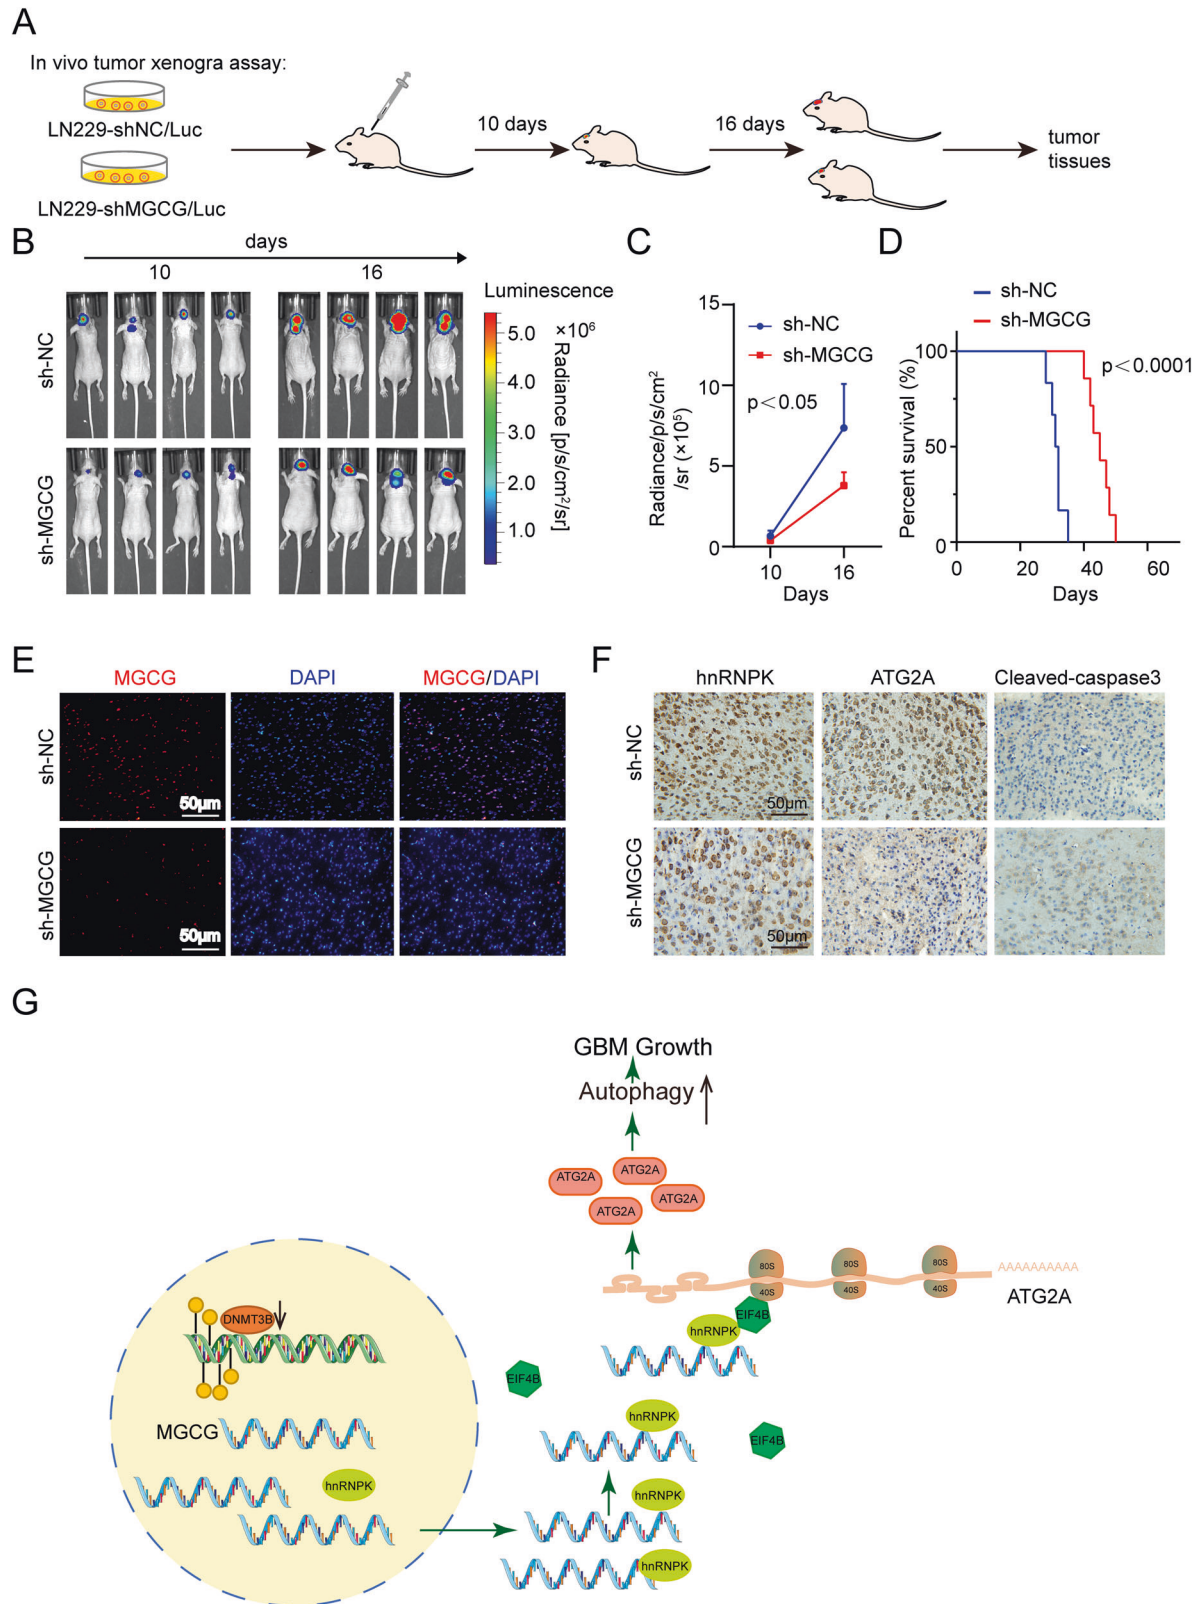 A
In vivo tumor xenogra assay:
LN229-shNC/Luc
LN229-shMGCG/Luc
10 days
16 days
tumor
tissues
B
days
10
16
sh-NC
sh-MGCG
Luminescence
5.0
4.0
3.0
2.0
1.0
×10⁶
Radiance [p/s/cm²/sr]
C
15
10
5
0
Radiance/p/s/cm²
/sr (×10⁵)
sh-NC
sh-MGCG
p<0.05
10
16
Days
D
sh-NC
sh-MGCG
p<0.0001
Percent survival (%)
100
50
0
0
20
40
60
Days
E
MGCG
DAPI
MGCG/DAPI
sh-NC
50μm
sh-MGCG
50μm
F
hnRNPK
ATG2A
Cleaved-caspase3
sh-NC
50μm
sh-MGCG
50μm
G
GBM Growth
Autophagy
ATG2A
ATG2A
ATG2A
ATG2A
80S
80S
80S
40S
40S
40S
AAAAAAAAAA
ATG2A
EIF4B
hnRNPK
DNMT3B
EIF4B
MGCG
hnRNPK
EIF4B
hnRNPK
hnRNPK
hnRNPK